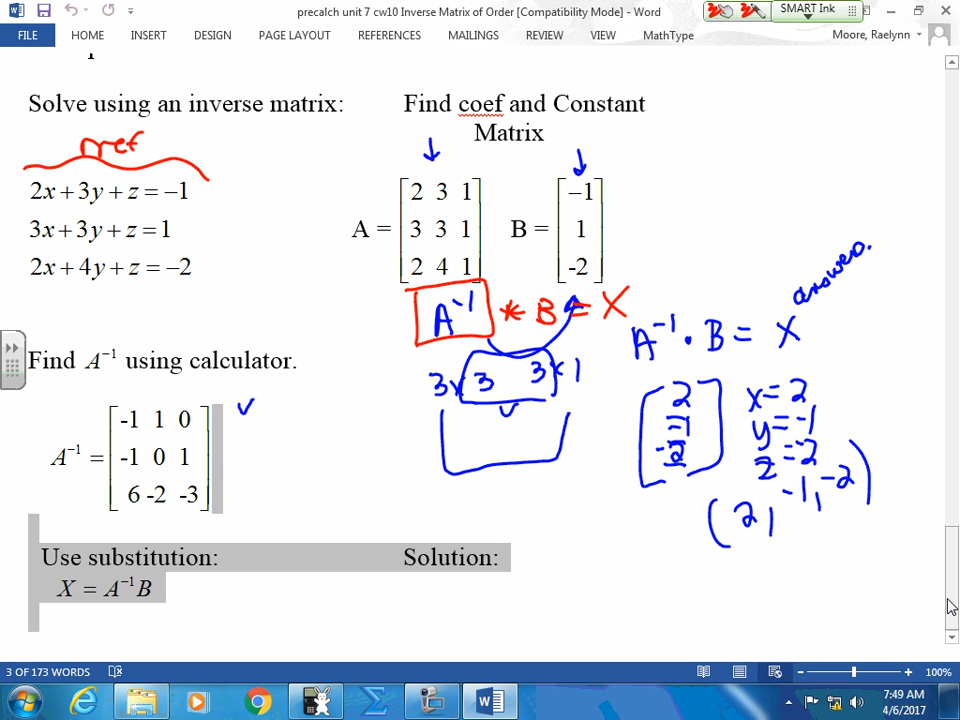 precalch unit 7 cw10 Inverse Matrix of Order [Compatibility Mode] - Word
SMART Ink
FILE HOME INSERT DESIGN PAGE LAYOUT REFERENCES MAILINGS REVIEW VIEW MathType Moore, Raelynn
Solve using an inverse matrix: Find coef and Constant
Matrix
rref
2x + 3y + z = −1
3x + 3y + z = 1
2x + 4y + z = −2
A = [2 3 1
3 3 1
2 4 1]
B = [−1
1
-2]
A⁻¹ * B = X
answer.
A⁻¹ · B = X
3 x 3 3 x 1
Find A⁻¹ using calculator.
A⁻¹ = [-1 1 0
-1 0 1
6 -2 -3]
[2
-1
-2]
x = 2
y = -1
z = -2
(2, -1, -2)
Use substitution: Solution:
X = A⁻¹B
3 OF 173 WORDS
100%
7:49 AM
4/6/2017